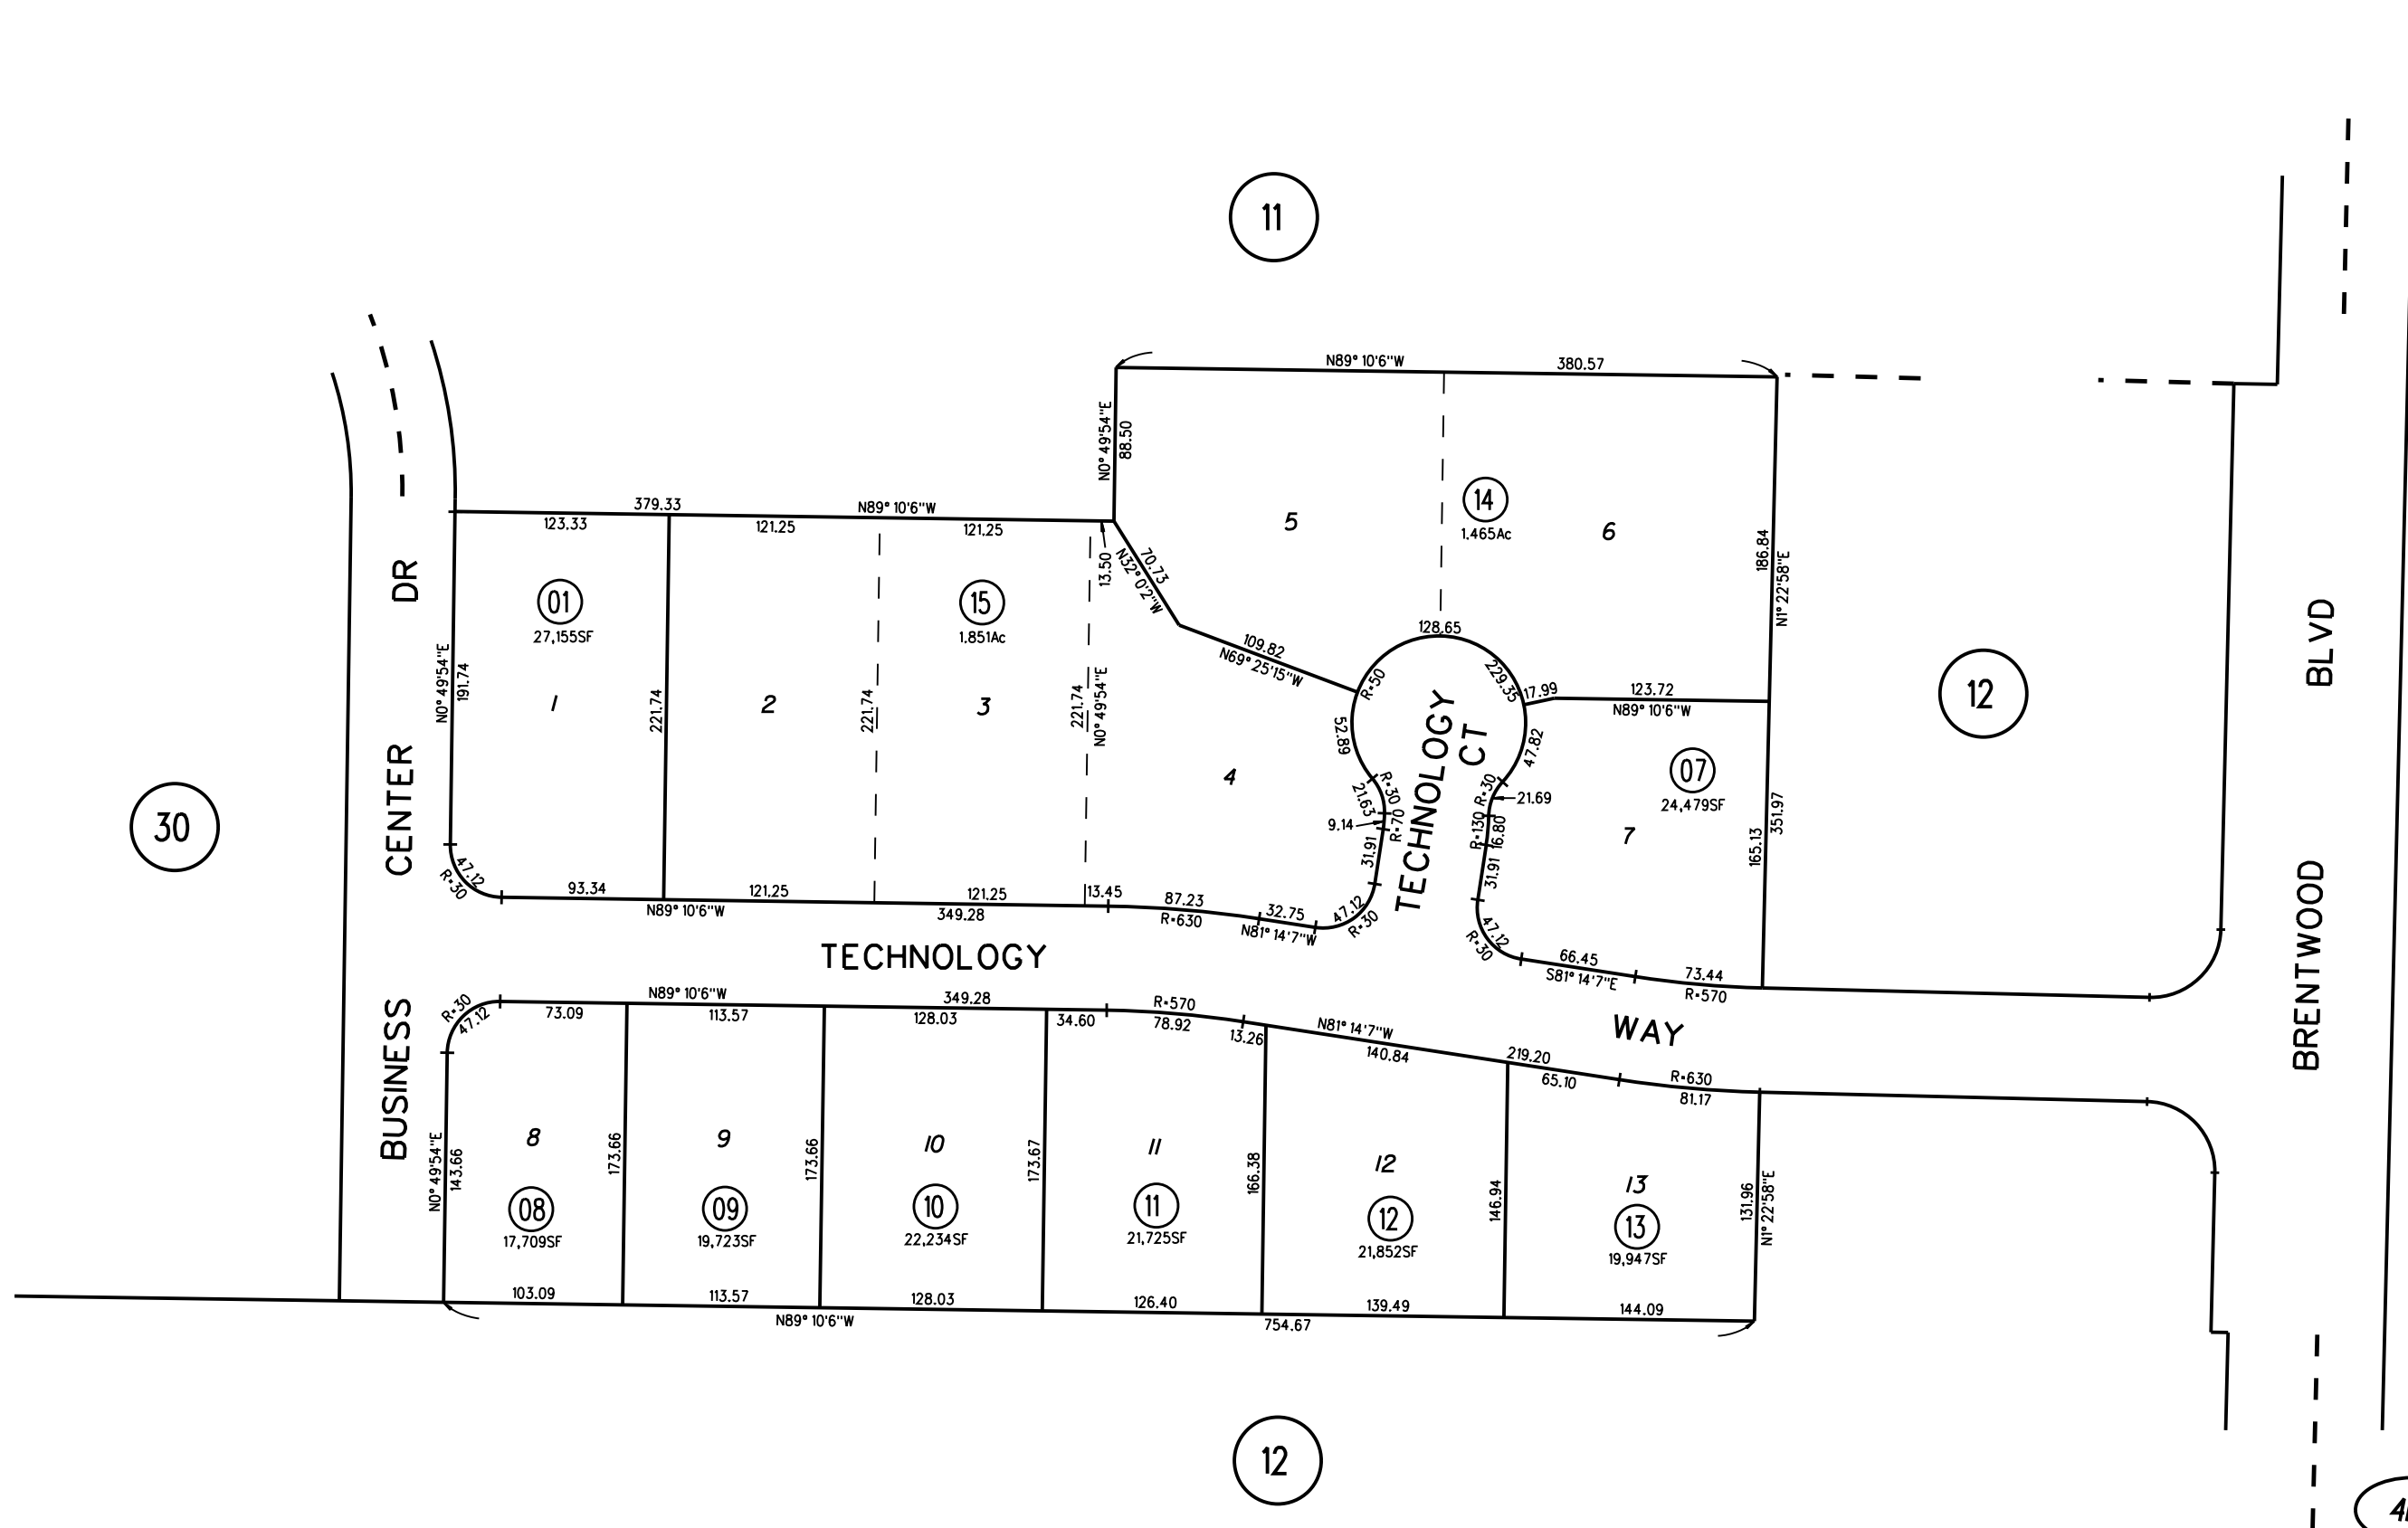 11
N89° 10'6"W
380.57
N0° 49'54"E
88.50
379.33
N89° 10'6"W
123.33
121.25
121.25
13.50
70.73
N32° 0'2"W
5
14
1.465Ac
6
186.84
N1° 22'58"E
01
27,155SF
15
1.851Ac
DR
BLVD
128.65
109.82
N69° 25'15"W
R=50
229.35
17.99
123.72
N89° 10'6"W
12
N0° 49'54"E
191.74
1
221.74
2
221.74
3
221.74
N0° 49'54"E
4
52.89
47.82
TECHNOLOGY
CT
07
24,479SF
7
R=30
21.63
9.14
R=70
31.91
R=30
21.69
R=130
16.80
31.91
165.13
351.97
30
CENTER
47.12
R=30
93.34
121.25
121.25
13.45
87.23
32.75
47.12
R=30
N89° 10'6"W
349.28
R=630
N81° 14'7"W
47.12
R=30
66.45
S81° 14'7"E
73.44
R=570
TECHNOLOGY
WAY
BRENTWOOD
BUSINESS
R=30
47.12
N89° 10'6"W
349.28
R=570
73.09
113.57
128.03
34.60
78.92
13.26
N81° 14'7"W
140.84
219.20
65.10
R=630
81.17
N0° 49'54"E
143.66
8
173.66
9
173.66
10
173.67
11
166.38
12
146.94
13
131.96
N1° 22'58"E
08
17,709SF
09
19,723SF
10
22,234SF
11
21,725SF
12
21,852SF
13
19,947SF
103.09
113.57
128.03
126.40
139.49
144.09
N89° 10'6"W
754.67
12